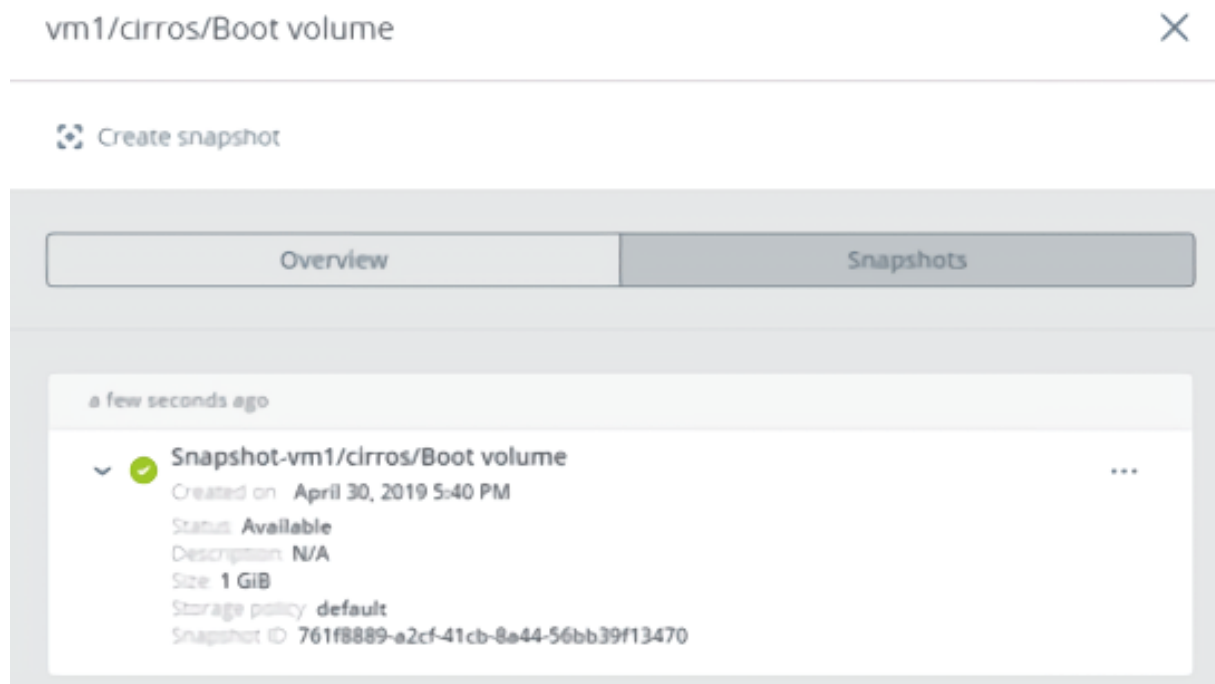 vm1/cirros/Boot volume
Create snapshot
Overview
Snapshots
a few seconds ago
Snapshot-vm1/cirros/Boot volume
Created on April 30, 2019 5:40 PM
Status: Available
Description: N/A
Size: 1 GiB
Storage policy: default
Snapshot ID 761f8889-a2cf-41cb-8a44-56bb39f13470